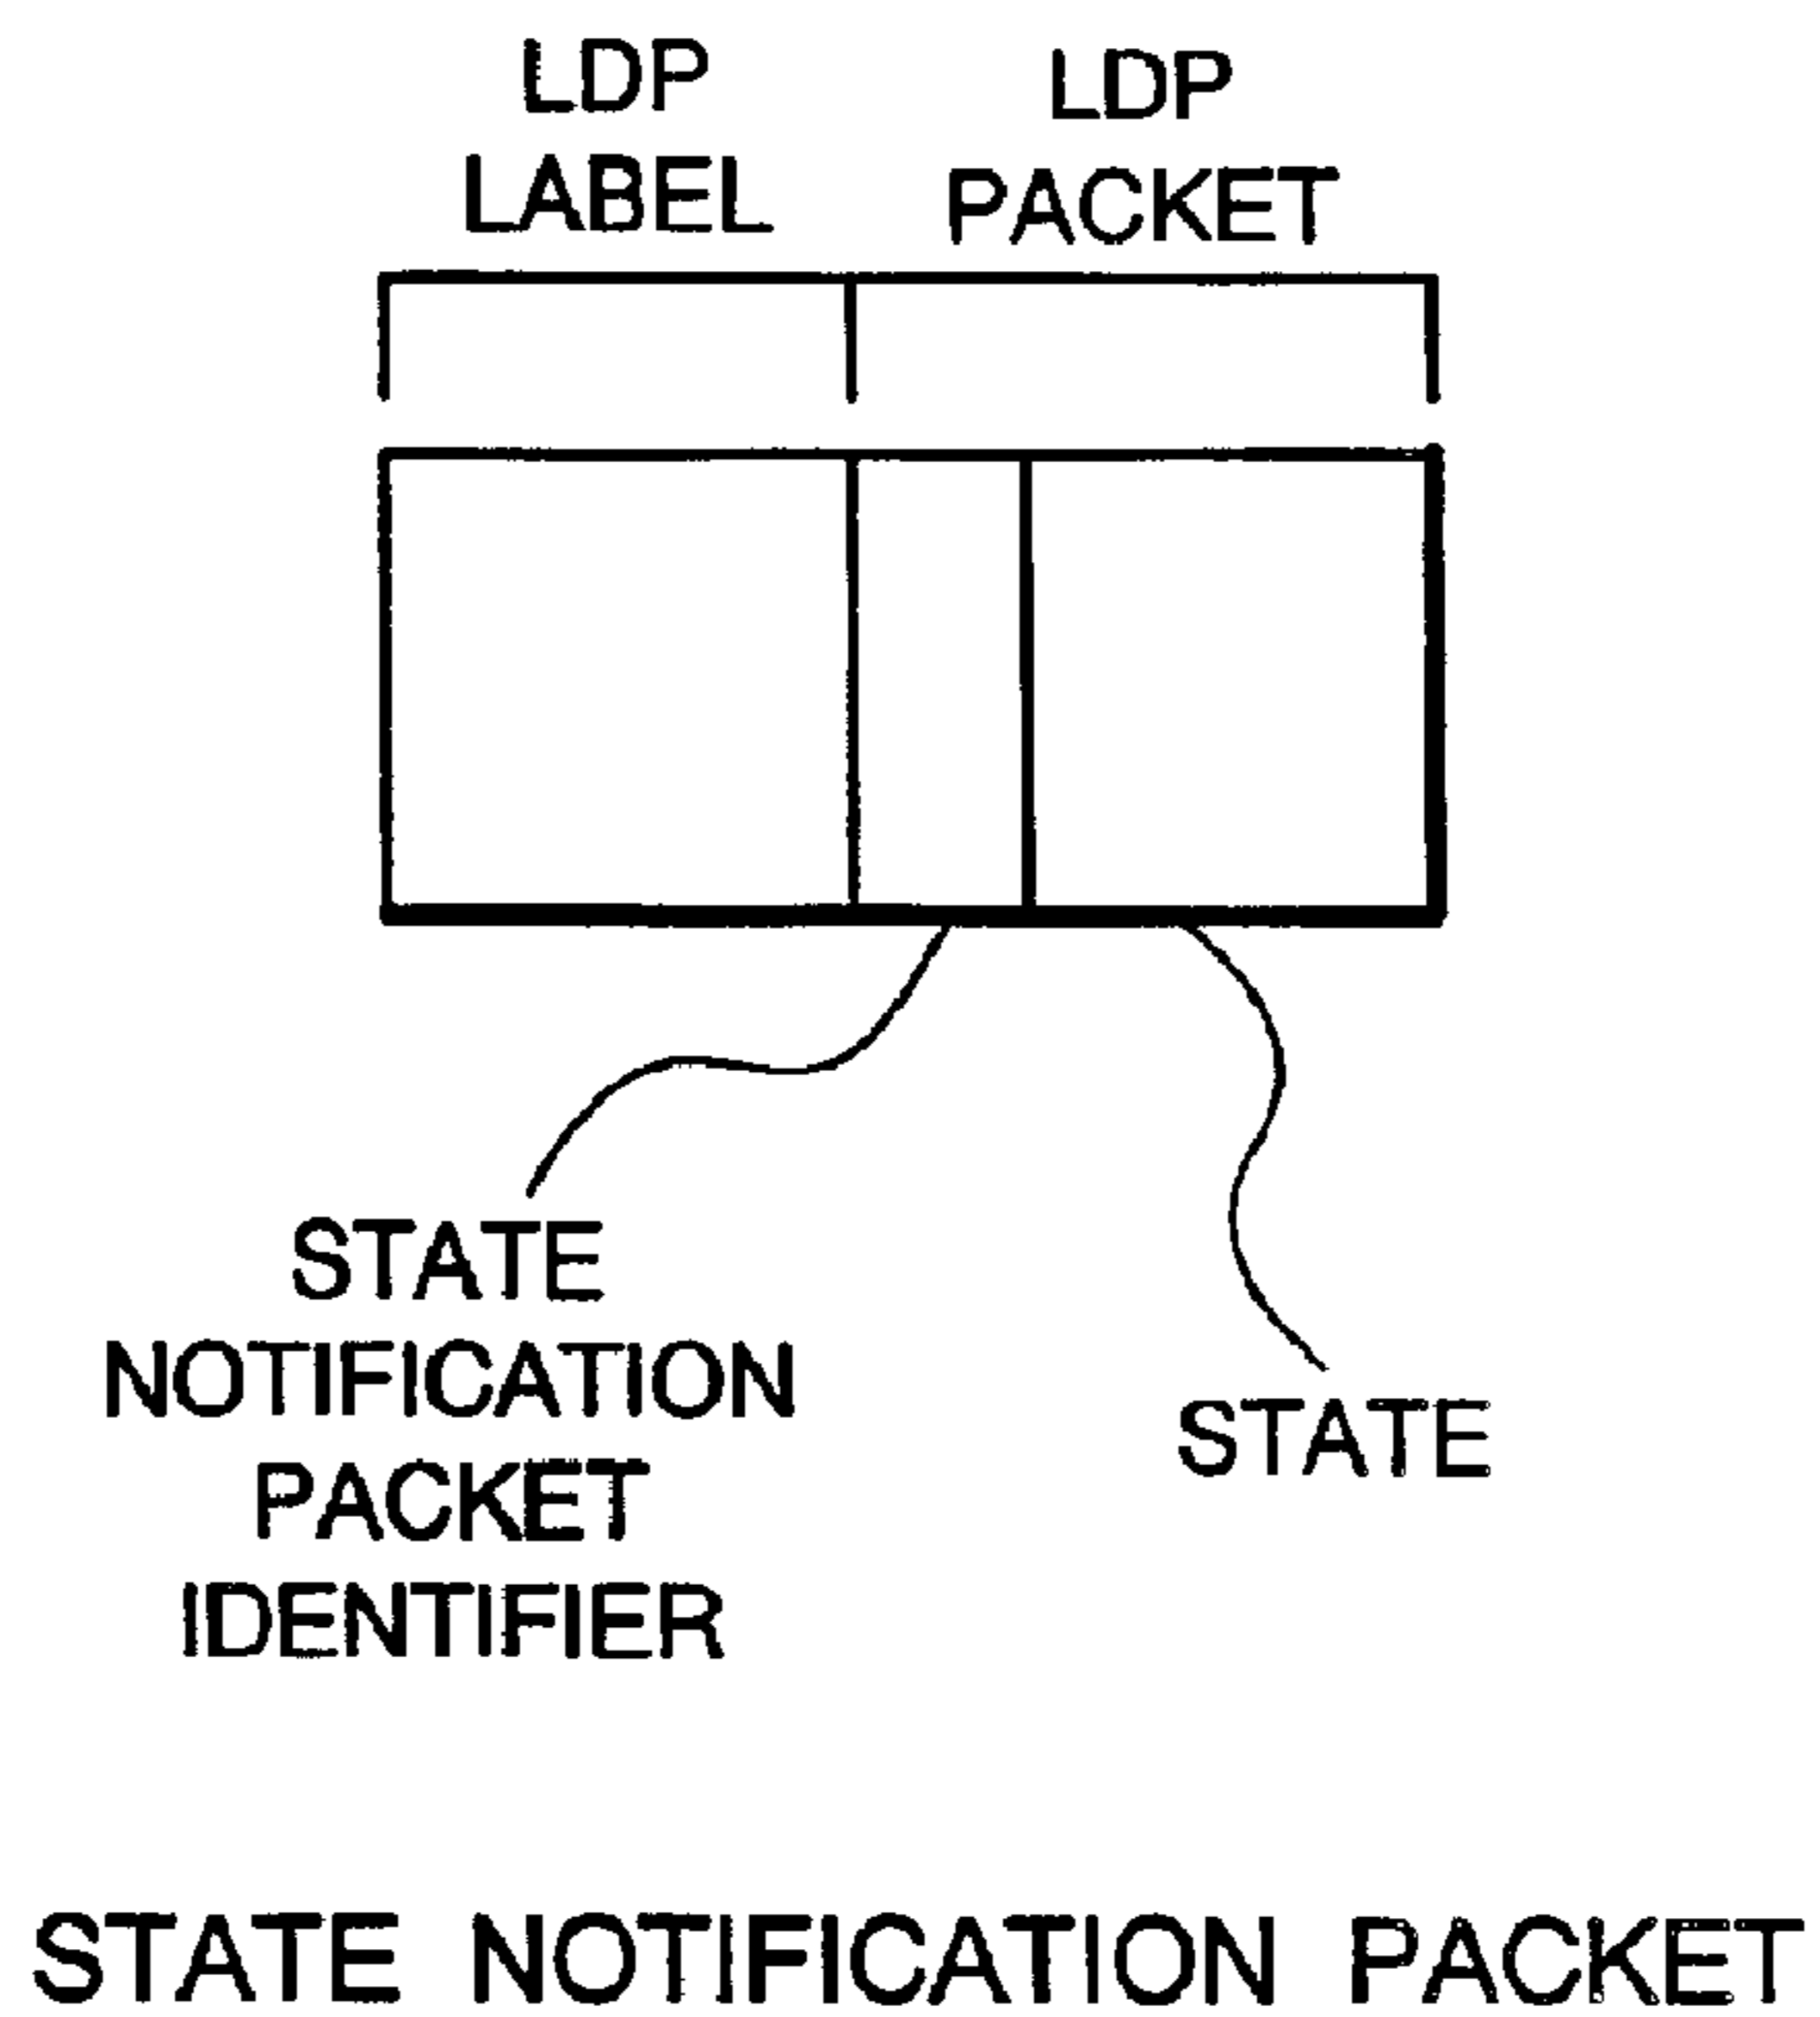 LDP
LABEL
LDP
PACKET
STATE
NOTIFICATION
PACKET
IDENTIFIER
STATE
STATE NOTIFICATION PACKET